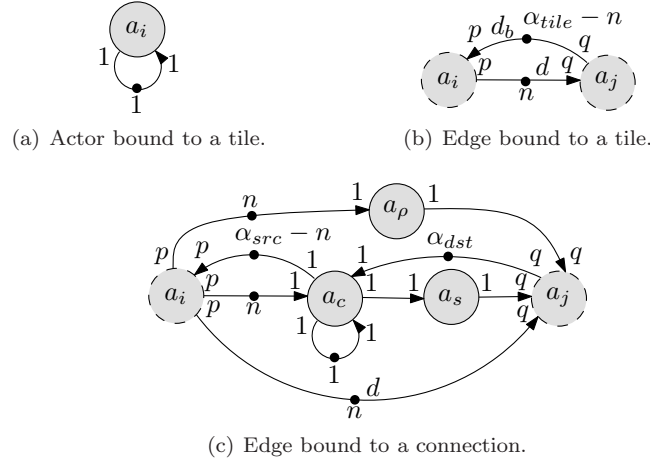 a_i
1 1
1
(a) Actor bound to a tile.
α_tile − n
p d_b q
a_i p d q a_j
n
(b) Edge bound to a tile.
n 1 a_ρ 1
p α_src − n α_dst q
p 1 1 q
a_i p n 1 a_c 1 1 a_s 1 q a_j
p 1 1 q
1
d
n
(c) Edge bound to a connection.